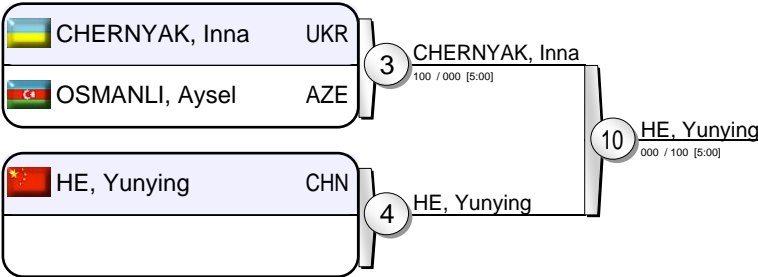 CHERNYAK, Inna UKR
OSMANLI, Aysel AZE
3
CHERNYAK, Inna
100 / 000 [5:00]
HE, Yunying CHN
4
HE, Yunying
10
HE, Yunying
000 / 100 [5:00]